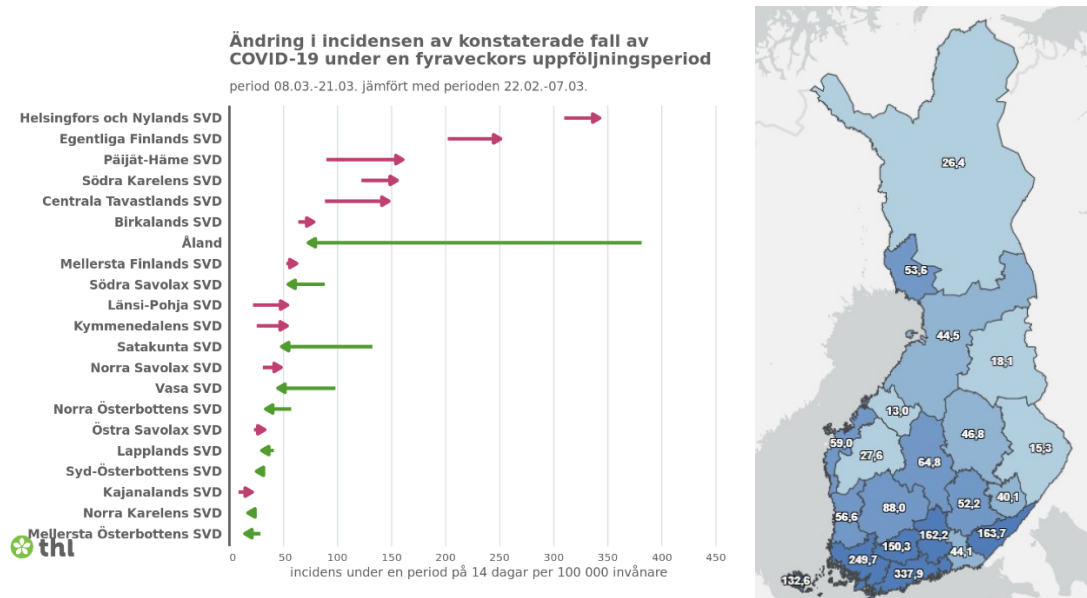 Ändring i incidensen av konstaterade fall av
COVID-19 under en fyraveckors uppföljningsperiod
period 08.03.-21.03. jämfört med perioden 22.02.-07.03.
Helsingfors och Nylands SVD
Egentliga Finlands SVD
Päijät-Häme SVD
Södra Karelens SVD
Centrala Tavastlands SVD
Birkalands SVD
Åland
Mellersta Finlands SVD
Södra Savolax SVD
Länsi-Pohja SVD
Kymmenedalens SVD
Satakunta SVD
Norra Savolax SVD
Vasa SVD
Norra Österbottens SVD
Östra Savolax SVD
Lapplands SVD
Syd-Österbottens SVD
Kajanalands SVD
Norra Karelens SVD
Mellersta Österbottens SVD
0 50 100 150 200 250 300 350 400 450
incidens under en period på 14 dagar per 100 000 invånare
thl
26,4
53,6
44,5
18,1
13,0
59,0
27,6
64,8
46,8
15,3
56,6
88,0
52,2
40,1
162,2
163,7
150,3
249,7
44,1
337,9
132,6